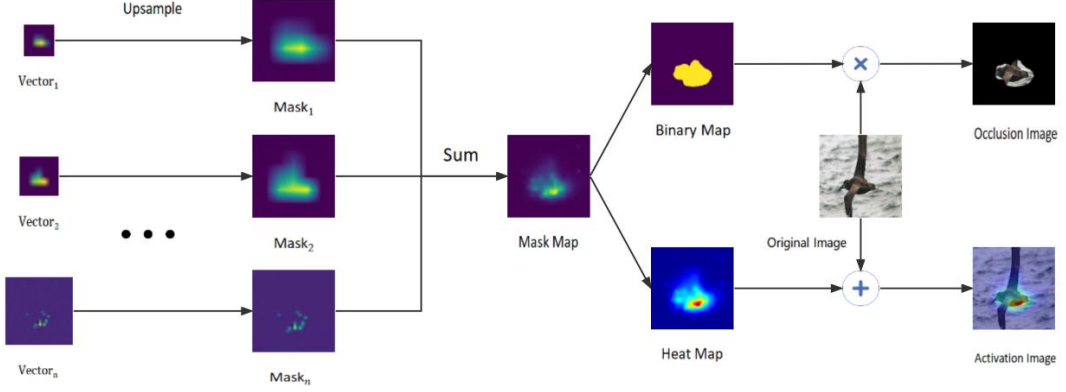 Upsample
Vector₁
Mask₁
Vector₂
Mask₂
Vectorₙ
Maskₙ
Sum
Mask Map
Binary Map
Heat Map
Original Image
Occlusion Image
Activation Image